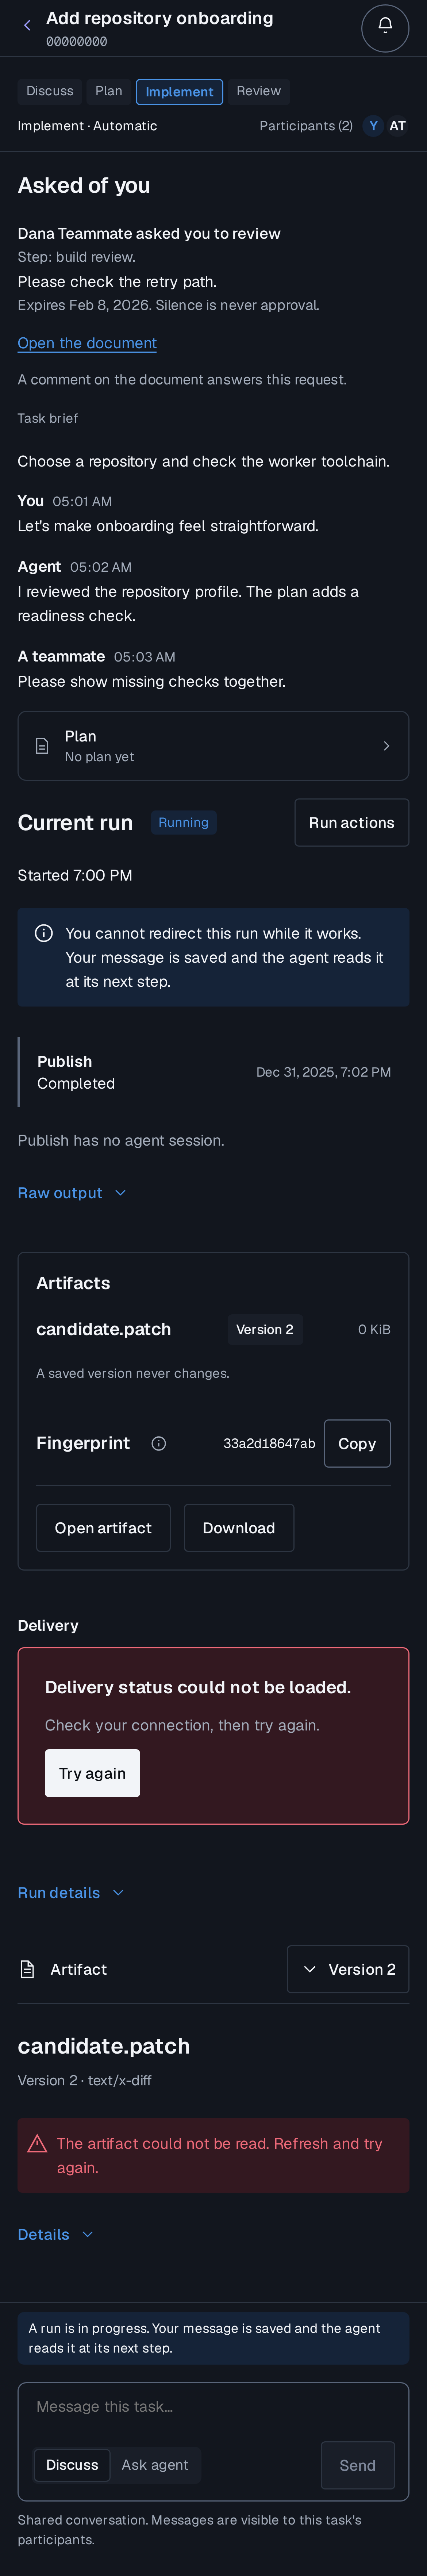 Add repository onboarding
00000000
Discuss
Plan
Implement
Review
Implement · Automatic
Participants (2)
Y
AT
Asked of you
Dana Teammate asked you to review
Step: build review.
Please check the retry path.
Expires Feb 8, 2026. Silence is never approval.
Open the document
A comment on the document answers this request.
Task brief
Choose a repository and check the worker toolchain.
You 05:01 AM
Let's make onboarding feel straightforward.
Agent 05:02 AM
I reviewed the repository profile. The plan adds a
readiness check.
A teammate 05:03 AM
Please show missing checks together.
Plan
No plan yet
Current run
Running
Run actions
Started 7:00 PM
You cannot redirect this run while it works.
Your message is saved and the agent reads it
at its next step.
Publish
Completed
Dec 31, 2025, 7:02 PM
Publish has no agent session.
Raw output
Artifacts
candidate.patch
Version 2
0 KiB
A saved version never changes.
Fingerprint
33a2d18647ab
Copy
Open artifact
Download
Delivery
Delivery status could not be loaded.
Check your connection, then try again.
Try again
Run details
Artifact
Version 2
candidate.patch
Version 2 · text/x-diff
The artifact could not be read. Refresh and try
again.
Details
A run is in progress. Your message is saved and the agent
reads it at its next step.
Message this task...
Discuss
Ask agent
Send
Shared conversation. Messages are visible to this task's
participants.